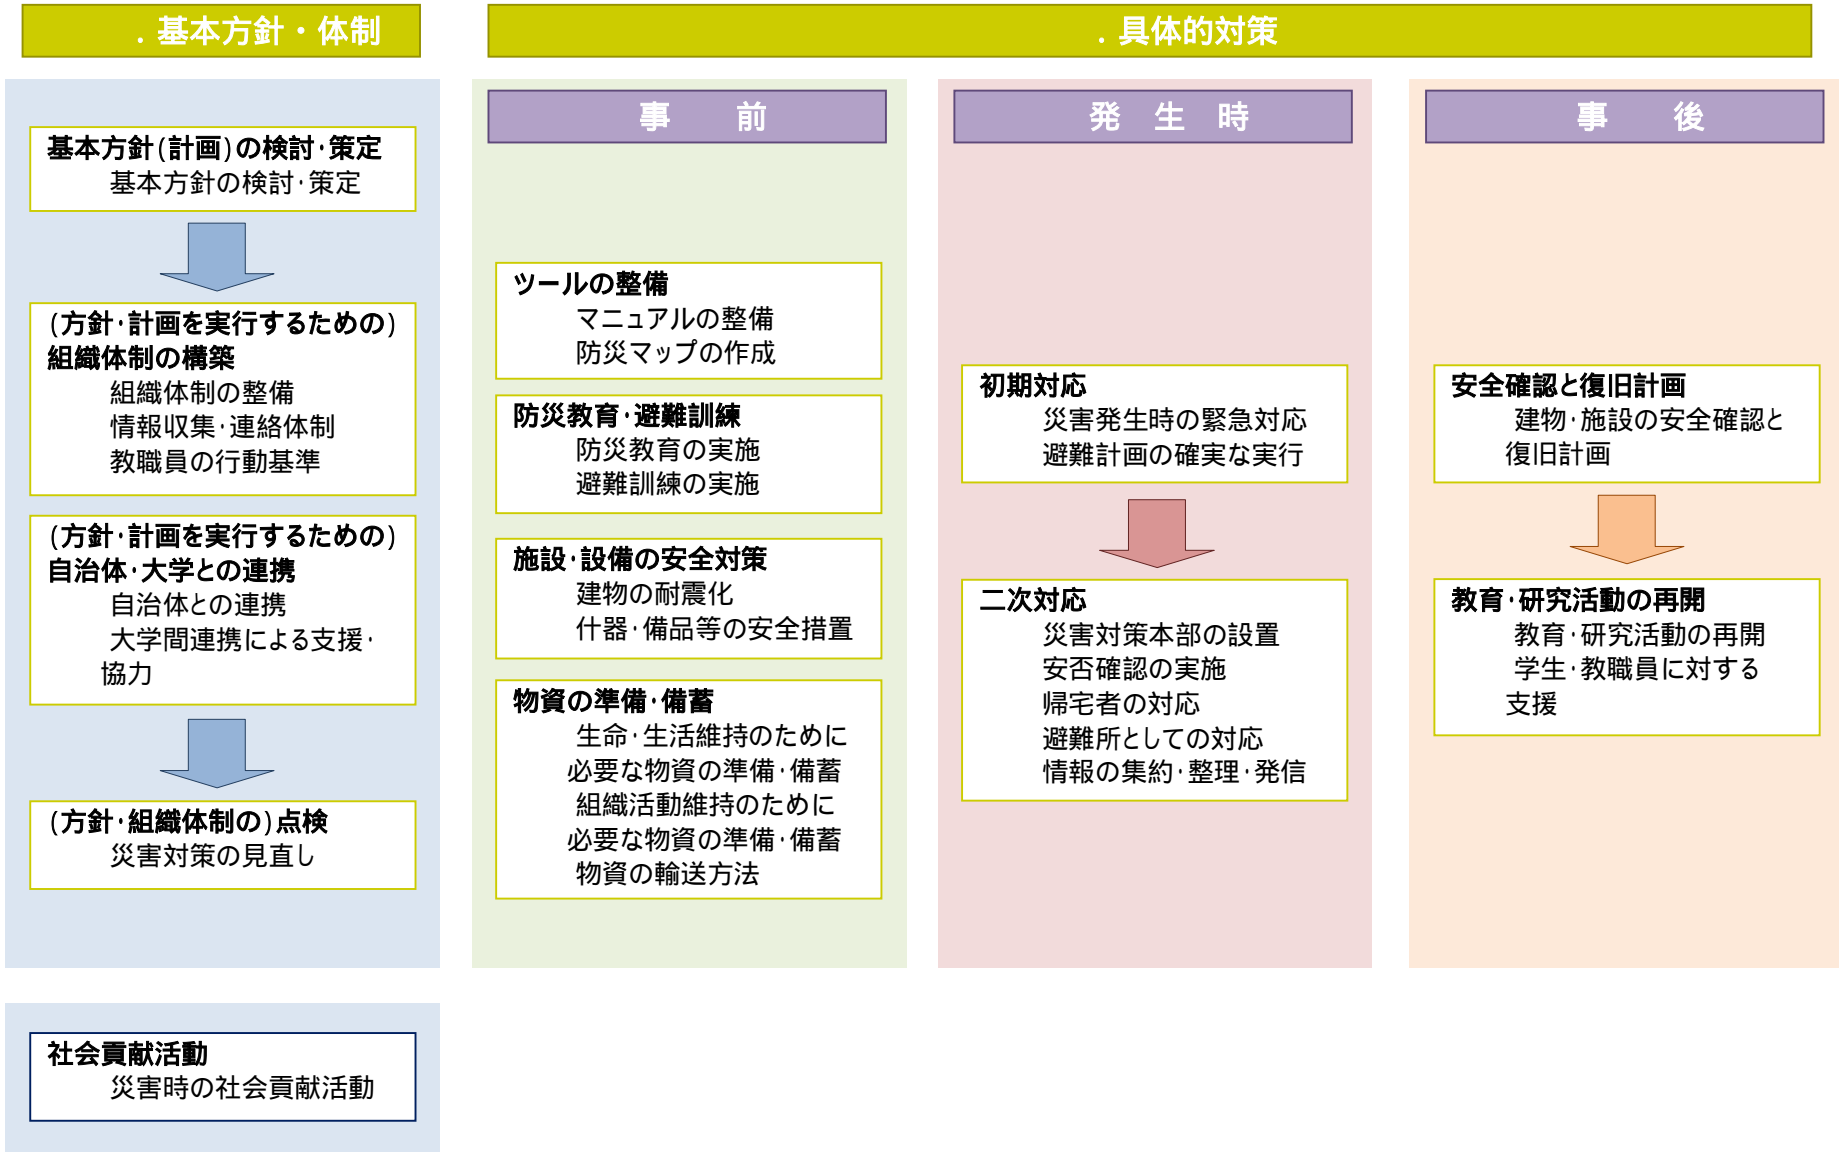 ．基本方針・体制
．具体的対策
基本方針(計画)の検討・策定
基本方針の検討・策定
(方針・計画を実行するための)
組織体制の構築
組織体制の整備
情報収集・連絡体制
教職員の行動基準
(方針・計画を実行するための)
自治体・大学との連携
自治体との連携
大学間連携による支援・
協力
(方針・組織体制の)点検
災害対策の見直し
社会貢献活動
災害時の社会貢献活動
事　　前
ツールの整備
マニュアルの整備
防災マップの作成
防災教育・避難訓練
防災教育の実施
避難訓練の実施
施設・設備の安全対策
建物の耐震化
什器・備品等の安全措置
物資の準備・備蓄
生命・生活維持のために
必要な物資の準備・備蓄
組織活動維持のために
必要な物資の準備・備蓄
物資の輸送方法
発　生　時
初期対応
災害発生時の緊急対応
避難計画の確実な実行
二次対応
災害対策本部の設置
安否確認の実施
帰宅者の対応
避難所としての対応
情報の集約・整理・発信
事　　後
安全確認と復旧計画
建物・施設の安全確認と
復旧計画
教育・研究活動の再開
教育・研究活動の再開
学生・教職員に対する
支援